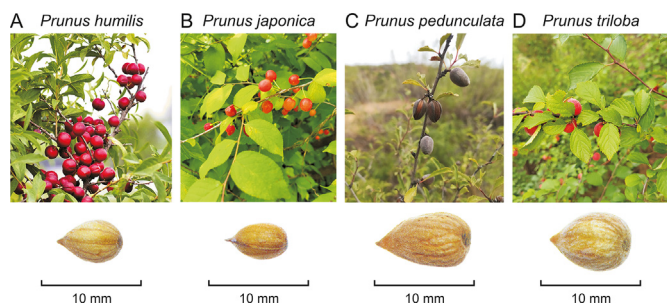 A Prunus humilis
B Prunus japonica
C Prunus pedunculata
D Prunus triloba
10 mm
10 mm
10 mm
10 mm